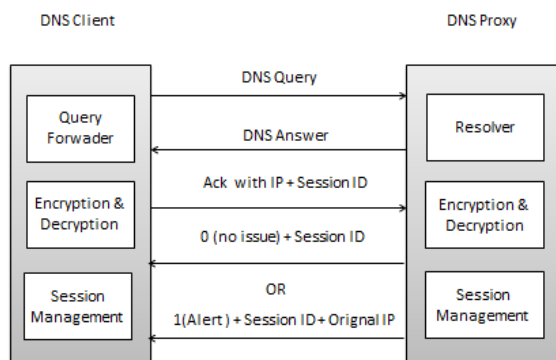 DNS Client
DNS Proxy
DNS Query
Query
Forwader
Resolver
DNS Answer
Ack with IP + Session ID
Encryption &
Decryption
Encryption &
Decryption
0 (no issue) + Session ID
OR
Session
Management
Session
Management
1(Alert) + Session ID + Orignal IP